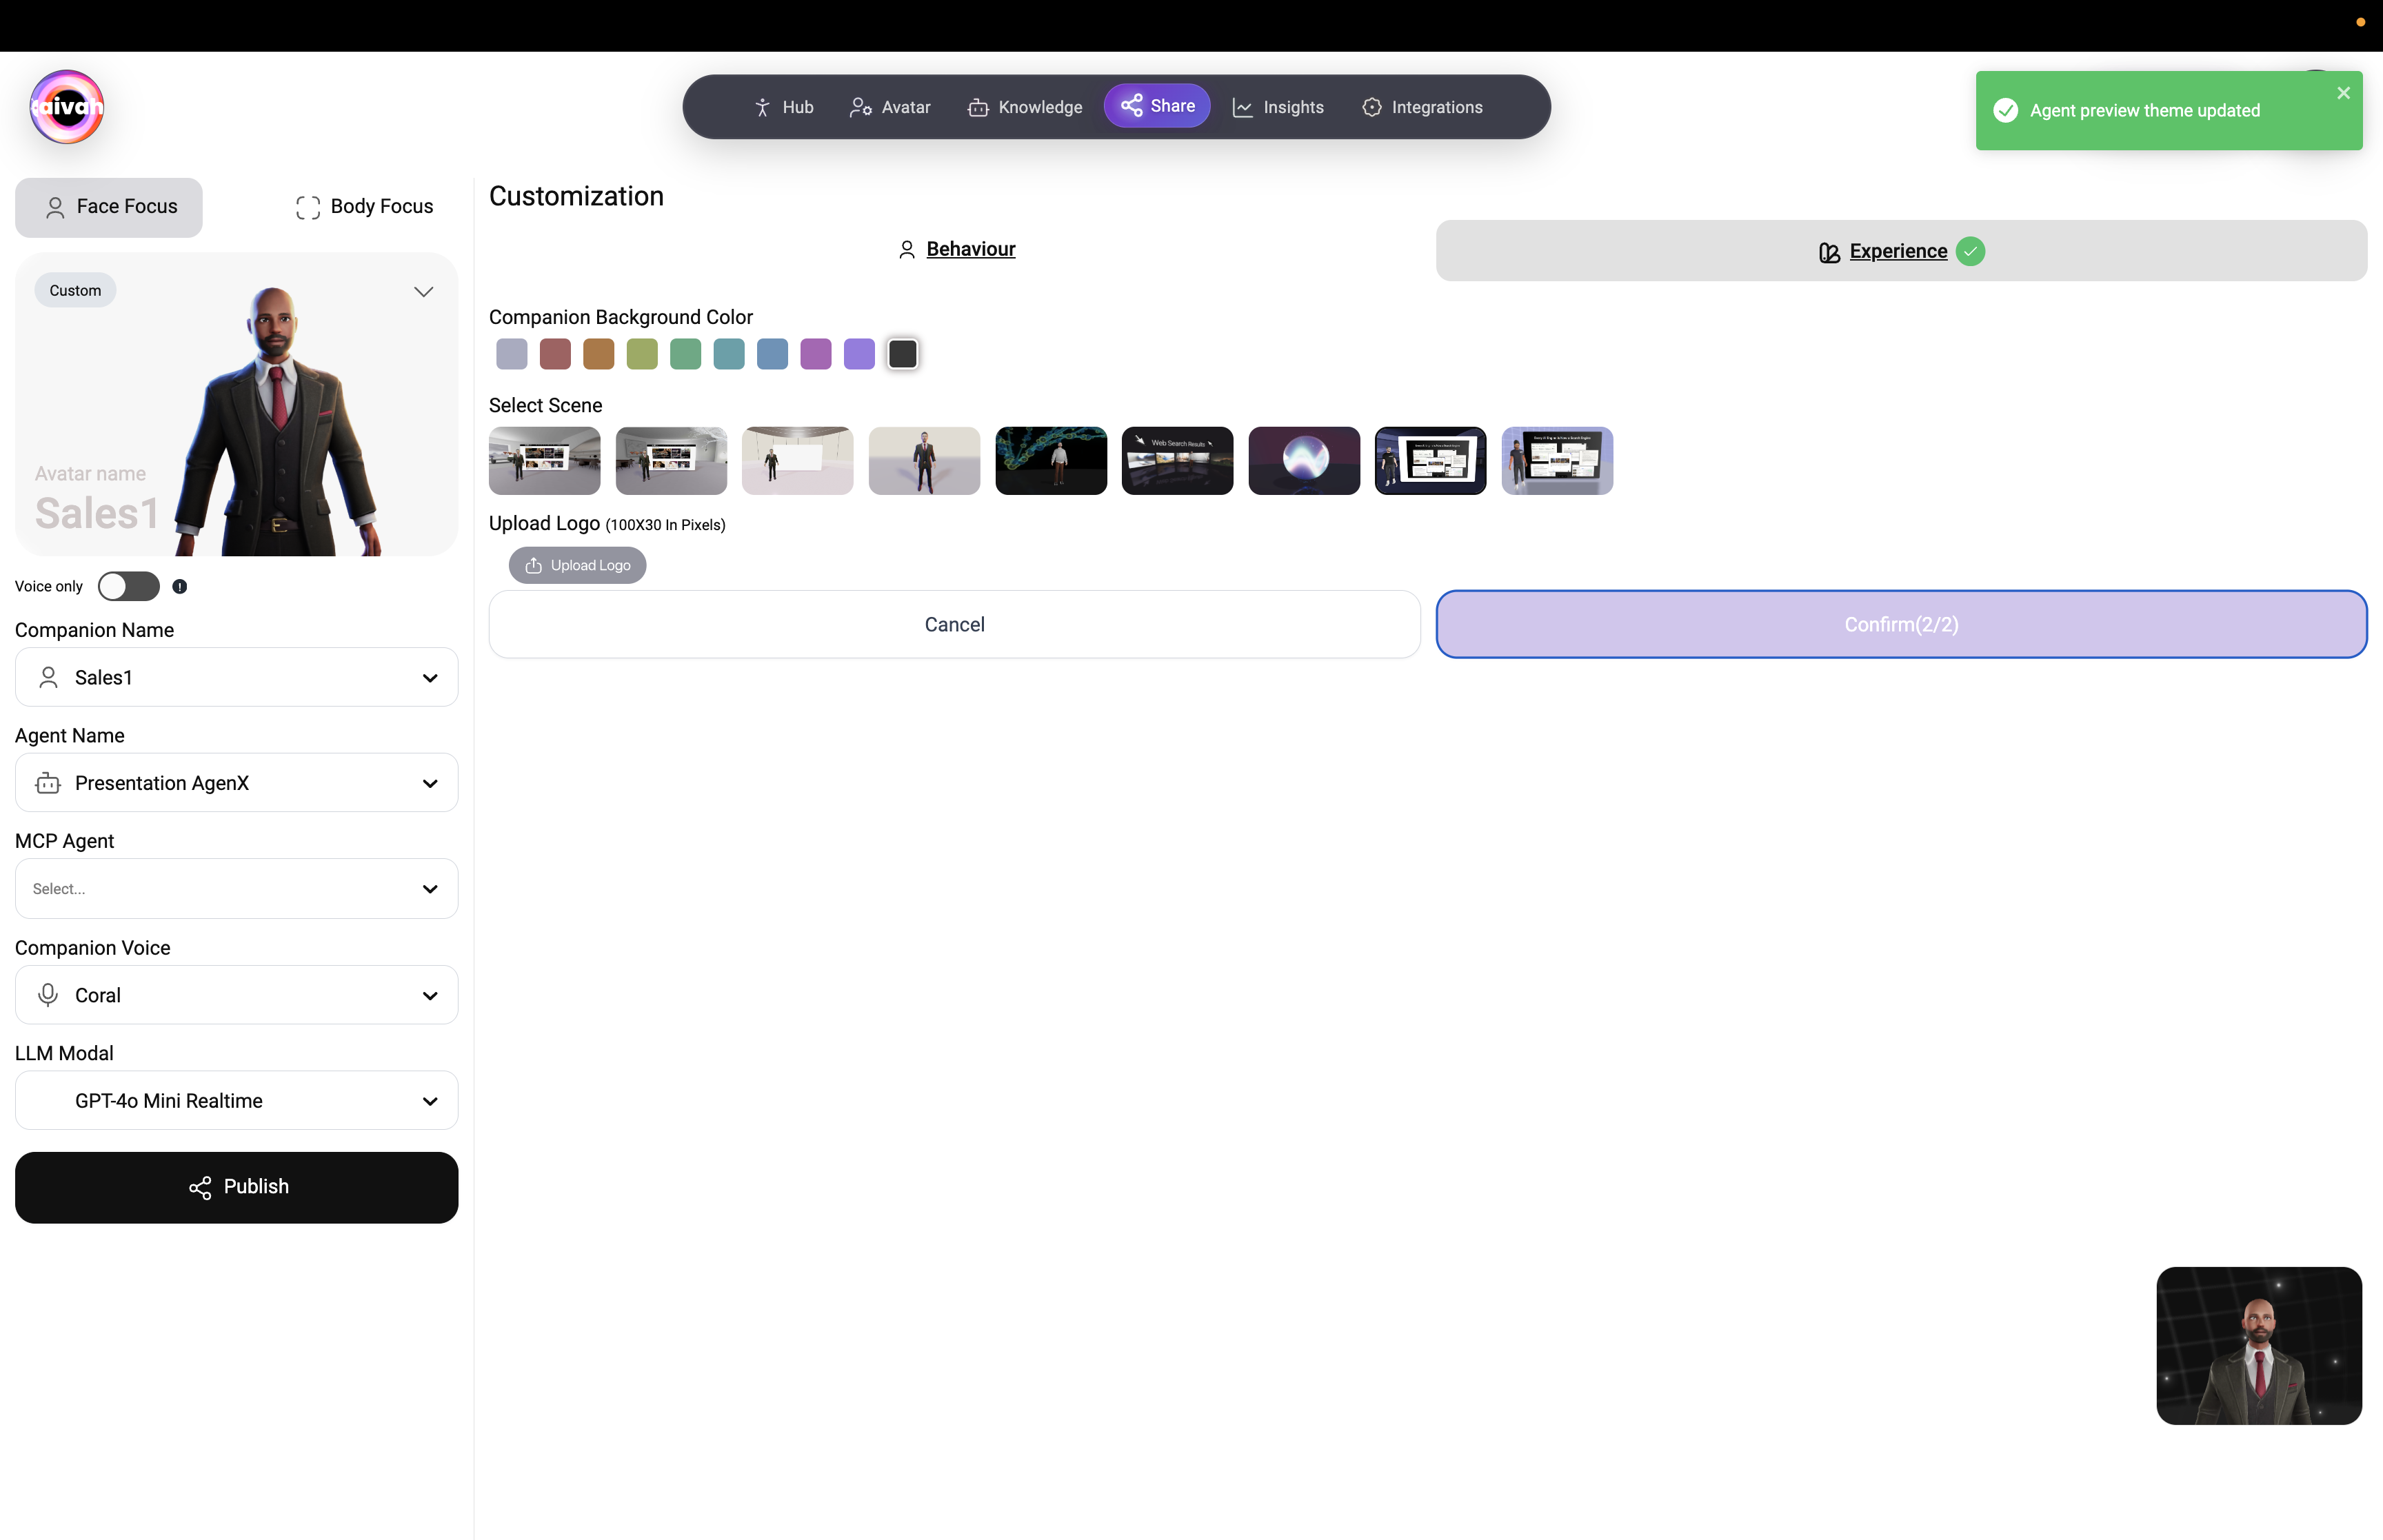 aivah
Hub
Avatar
Knowledge
Share
Insights
Integrations
Agent preview theme updated
Face Focus
Body Focus
Custom
Avatar name
Sales1
Voice only
Companion Name
Sales1
Agent Name
Presentation AgenX
MCP Agent
Select...
Companion Voice
Coral
LLM Modal
GPT-4o Mini Realtime
Publish
Customization
Behaviour
Experience
Companion Background Color
Select Scene
Web Search Results
Upload Logo (100X30 In Pixels)
Upload Logo
Cancel
Confirm(2/2)